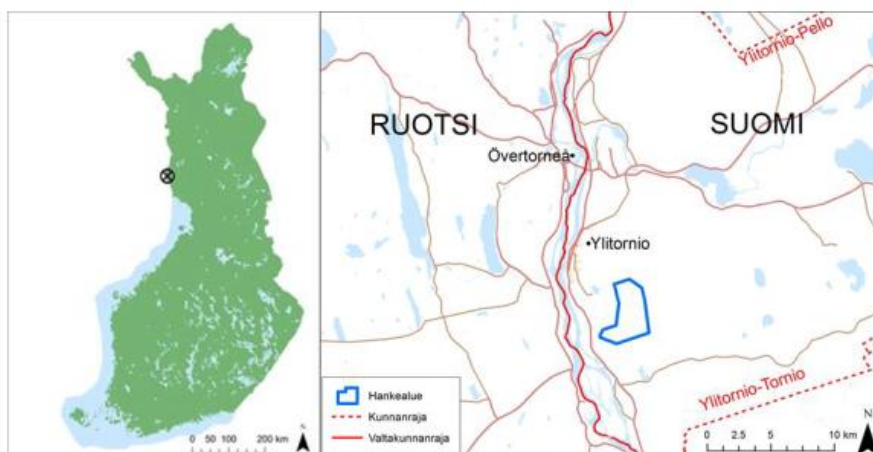 N
0 50 100 200 km
Ylitornio-Pello
RUOTSI
SUOMI
Övertorneå
Ylitornio
Ylitornio-Tornio
Hankealue
Kunnanraja
Valtakunnanraja
N
0 2.5 5 10 km